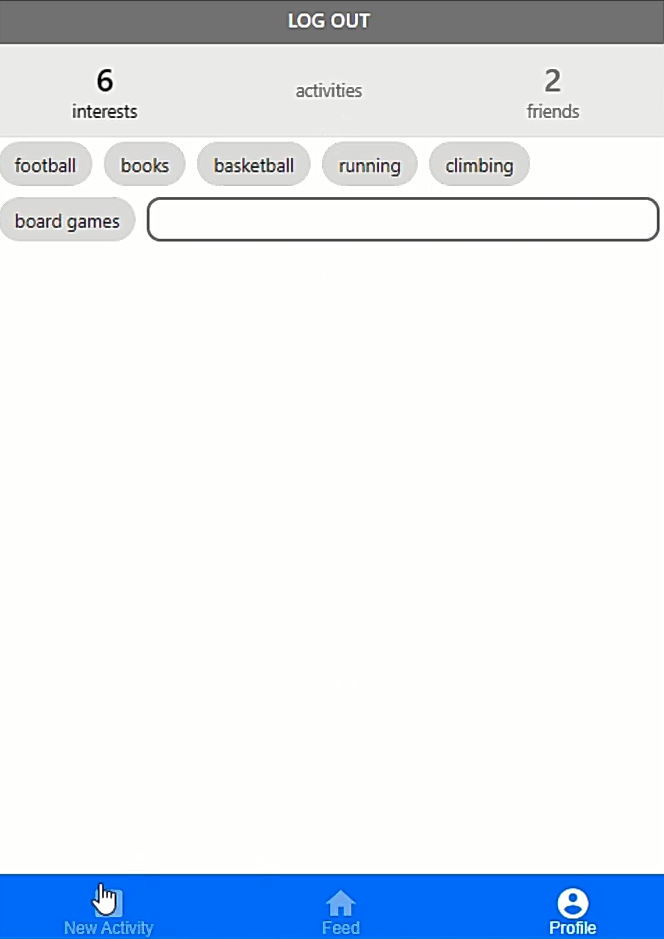 LOG OUT
6 2
interests activities friends
football books basketball running climbing
board games
New Activity Feed Profile